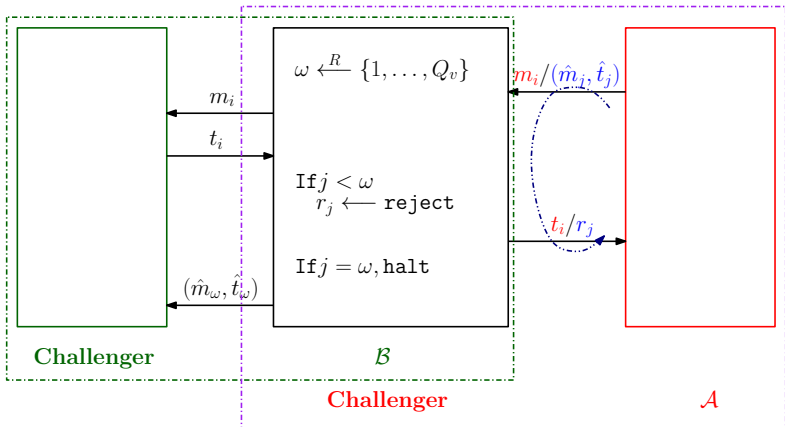 ω ←R {1, . . . , Q_v}
m_i/(m̂_j, t̂_j)
m_i
t_i
If j < ω
r_j ← reject
t_i/r_j
If j = ω, halt
(m̂_ω, t̂_ω)
Challenger
ℬ
Challenger
𝒜